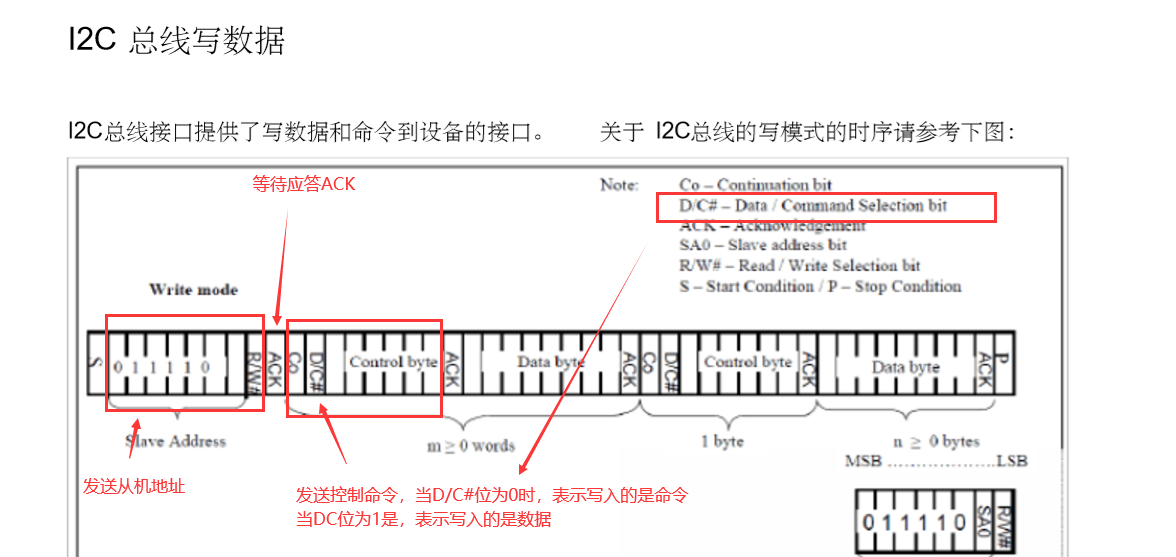 I2C 总线写数据
I2C总线接口提供了写数据和命令到设备的接口。 关于 I2C总线的写模式的时序请参考下图：
等待应答ACK
Note:
Co – Continuation bit
D/C# – Data / Command Selection bit
ACK – Acknowledgement
SA0 – Slave address bit
R/W# – Read / Write Selection bit
S – Start Condition / P – Stop Condition
Write mode
S 0 1 1 1 1 0 R/W# ACK Co D/C# Control byte ACK Data byte ACK Co D/C# Control byte ACK Data byte ACK P
Slave Address
m ≥ 0 words
1 byte
n ≥ 0 bytes
MSB ......................LSB
发送从机地址
发送控制命令，当D/C#位为0时，表示写入的是命令
当DC位为1是，表示写入的是数据
0 1 1 1 1 0 SA0 R/W#